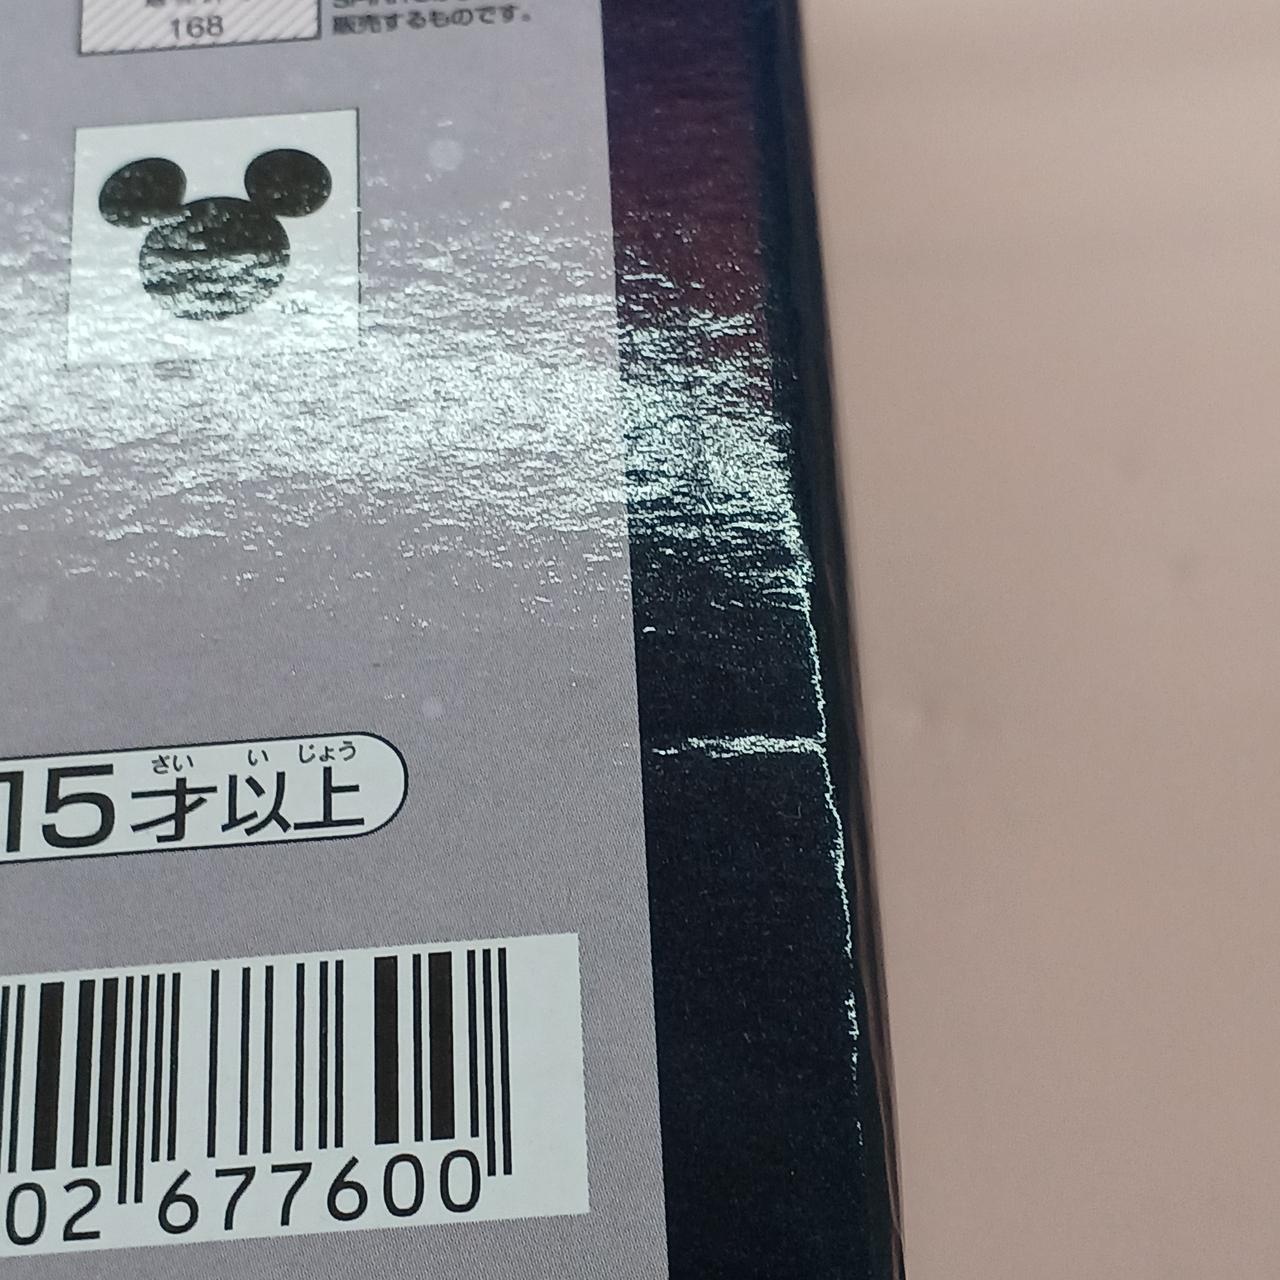 168
販売するものです。
15才以上
さい い じょう
02 677600